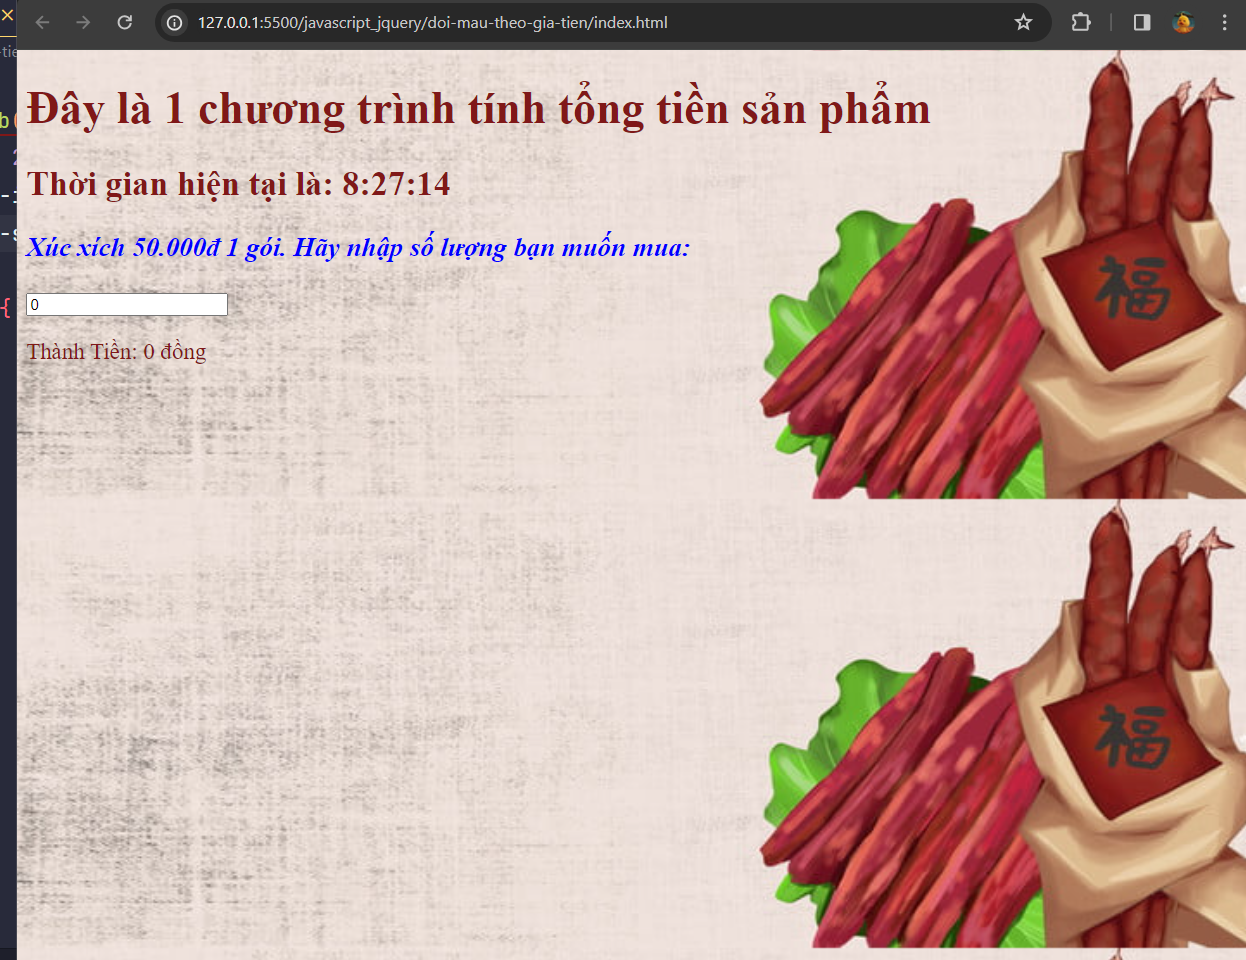 127.0.0.1:5500/javascript_jquery/doi-mau-theo-gia-tien/index.html
Đây là 1 chương trình tính tổng tiền sản phẩm
Thời gian hiện tại là: 8:27:14
Xúc xích 50.000đ 1 gói. Hãy nhập số lượng bạn muốn mua:
0
Thành Tiền: 0 đồng
福
福